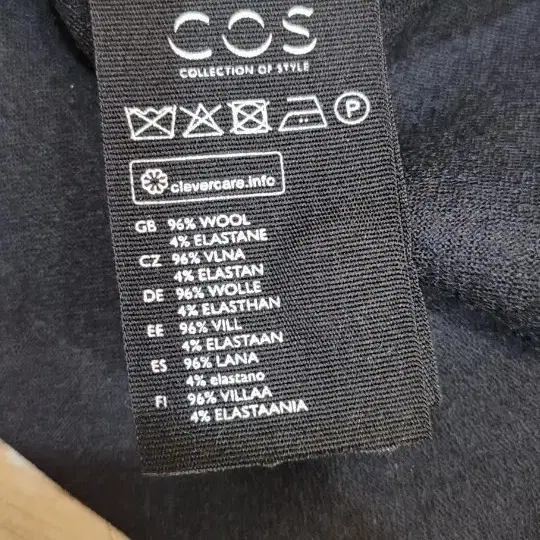 COS
COLLECTION OF STYLE
P
clevercare.info
GB 96% WOOL
4% ELASTANE
CZ 96% VLNA
4% ELASTAN
DE 96% WOLLE
4% ELASTHAN
EE 96% VILL
4% ELASTAAN
ES 96% LANA
4% elastano
FI 96% VILLAA
4% ELASTAANIA